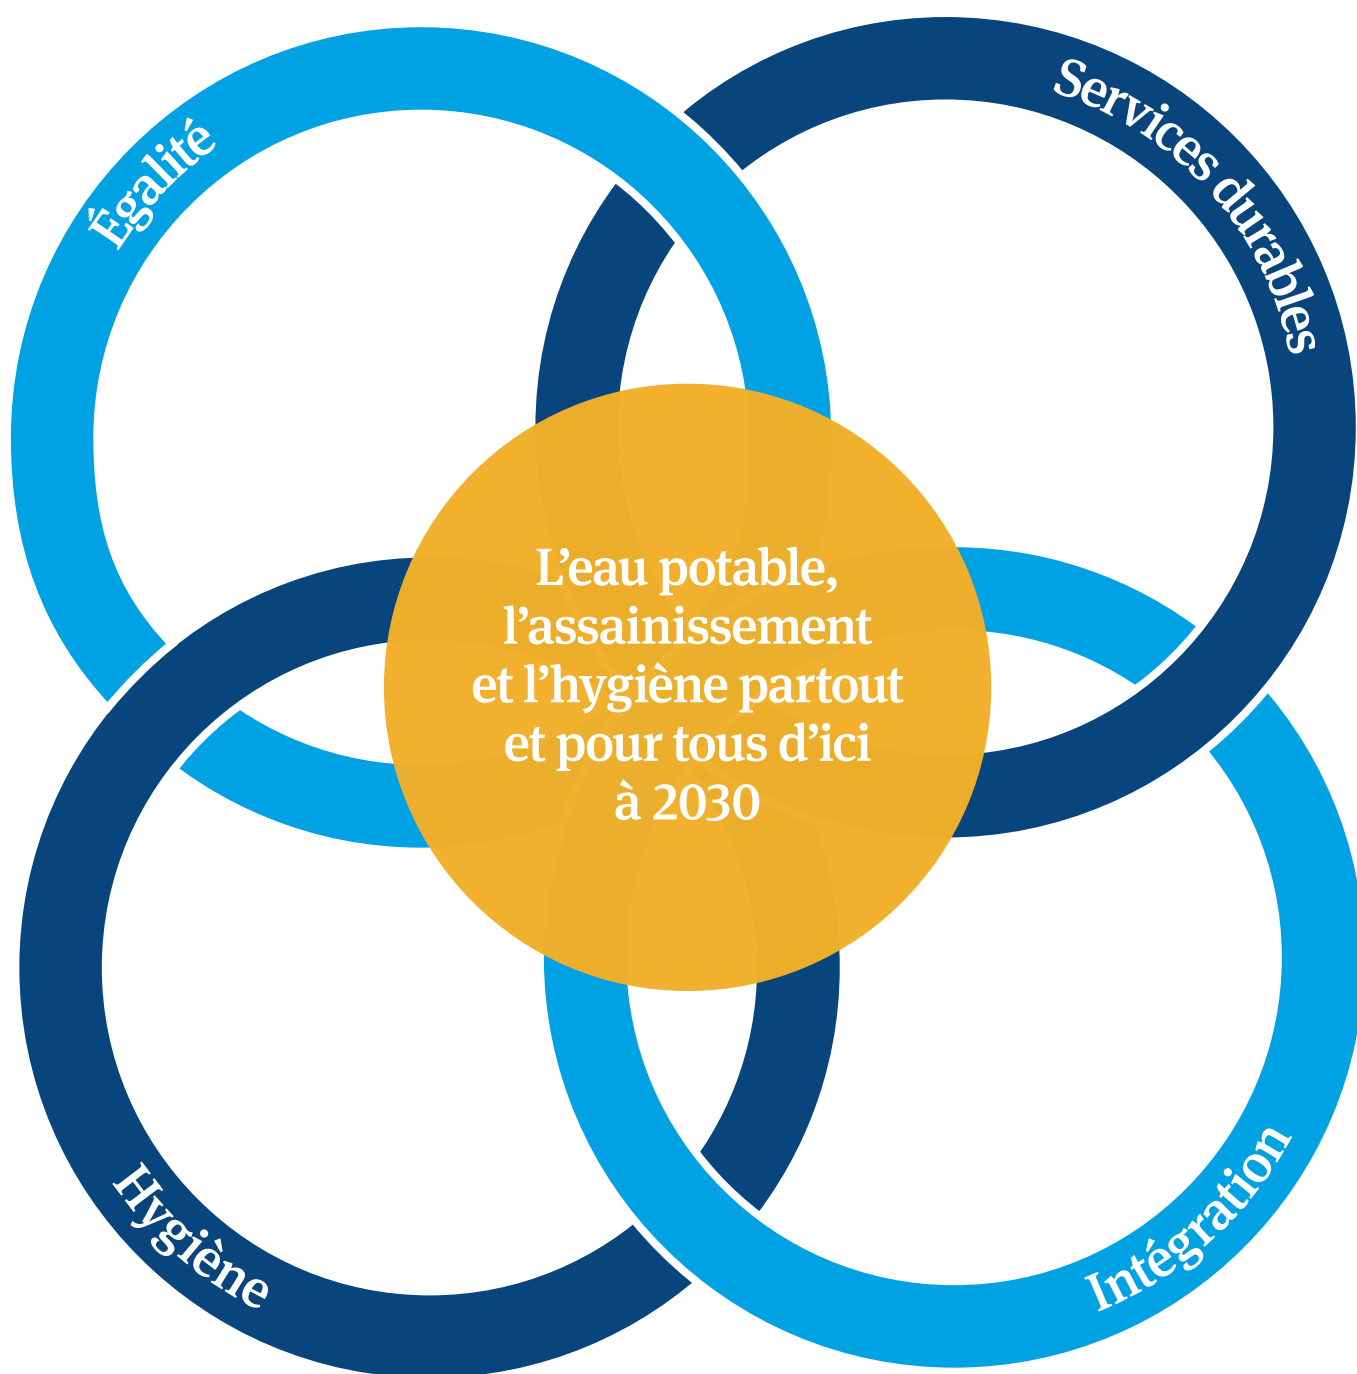 Égalité
Services durables
L’eau potable,
l’assainissement
et l’hygiène partout
et pour tous d’ici
à 2030
Hygiène
Intégration